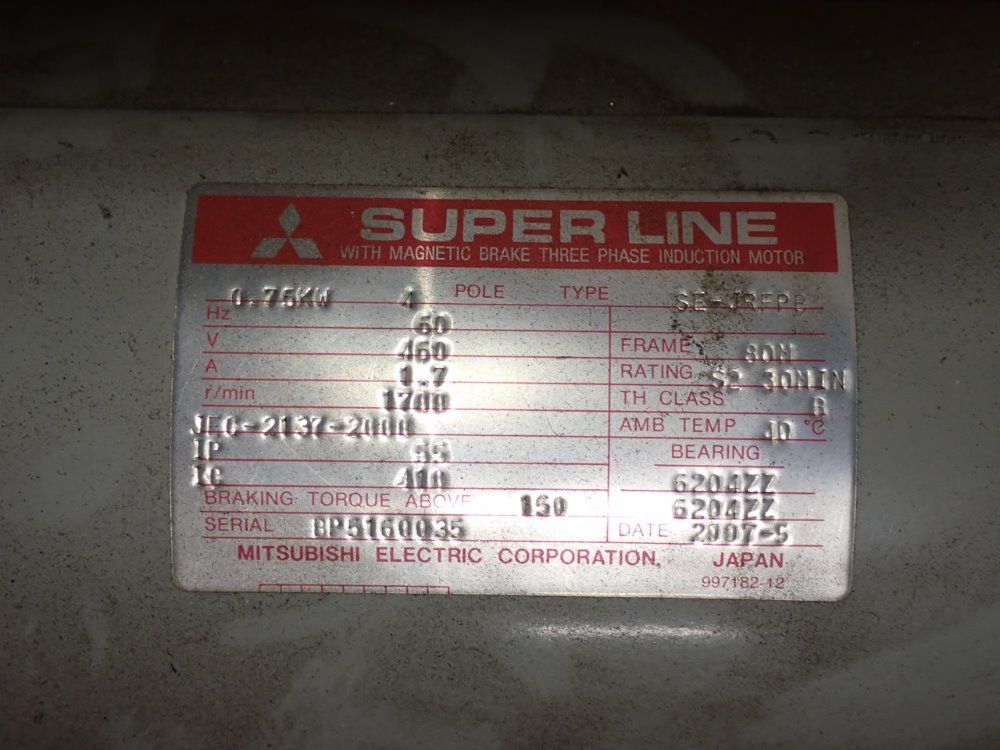 SUPER LINE
WITH MAGNETIC BRAKE THREE PHASE INDUCTION MOTOR
0.75KW 4 POLE TYPE SE-JRFPB
Hz 60
V 460
FRAME 80M
A 1.7
RATING S2 30MIN
r/min 1700
TH CLASS B
JEC-2137-2000
AMB TEMP 40 °C
IP 55
BEARING
IC 410
6204ZZ
BRAKING TORQUE ABOVE 150
6204ZZ
SERIAL BP5160035
DATE 2007-5
MITSUBISHI ELECTRIC CORPORATION, JAPAN
997182-12